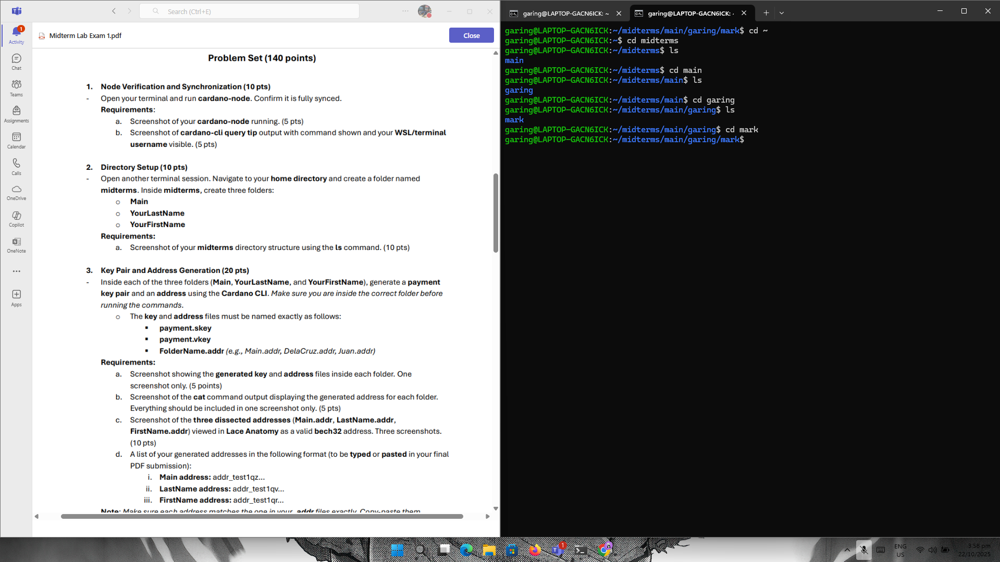 Search (Ctrl+E)
1
Activity
Chat
Teams
Assignments
Calendar
Calls
OneDrive
Copilot
OneNote
Apps
Midterm Lab Exam 1.pdf
Close
Problem Set (140 points)
1. Node Verification and Synchronization (10 pts)
- Open your terminal and run cardano-node. Confirm it is fully synced.
Requirements:
a. Screenshot of your cardano-node running. (5 pts)
b. Screenshot of cardano-cli query tip output with command shown and your WSL/terminal
username visible. (5 pts)
2. Directory Setup (10 pts)
- Open another terminal session. Navigate to your home directory and create a folder named
midterms. Inside midterms, create three folders:
o Main
o YourLastName
o YourFirstName
Requirements:
a. Screenshot of your midterms directory structure using the ls command. (10 pts)
3. Key Pair and Address Generation (20 pts)
- Inside each of the three folders (Main, YourLastName, and YourFirstName), generate a payment
key pair and an address using the Cardano CLI. Make sure you are inside the correct folder before
running the commands.
o The key and address files must be named exactly as follows:
▪ payment.skey
▪ payment.vkey
▪ FolderName.addr (e.g., Main.addr, DelaCruz.addr, Juan.addr)
Requirements:
a. Screenshot showing the generated key and address files inside each folder. One
screenshot only. (5 points)
b. Screenshot of the cat command output displaying the generated address for each folder.
Everything should be included in one screenshot only. (5 pts)
c. Screenshot of the three dissected addresses (Main.addr, LastName.addr,
FirstName.addr) viewed in Lace Anatomy as a valid bech32 address. Three screenshots.
(10 pts)
d. A list of your generated addresses in the following format (to be typed or pasted in your final
PDF submission):
i. Main address: addr_test1qz...
ii. LastName address: addr_test1qv...
iii. FirstName address: addr_test1qr...
Note: Make sure each address matches the one in your .addr files exactly. Copy-paste them
garing@LAPTOP-GACN6ICK: ~
garing@LAPTOP-GACN6ICK: ~
garing@LAPTOP-GACN6ICK:~/midterms/main/garing/mark$ cd ~
garing@LAPTOP-GACN6ICK:~$ cd midterms
garing@LAPTOP-GACN6ICK:~/midterms$ ls
main
garing@LAPTOP-GACN6ICK:~/midterms$ cd main
garing@LAPTOP-GACN6ICK:~/midterms/main$ ls
garing
garing@LAPTOP-GACN6ICK:~/midterms/main$ cd garing
garing@LAPTOP-GACN6ICK:~/midterms/main/garing$ ls
mark
garing@LAPTOP-GACN6ICK:~/midterms/main/garing$ cd mark
garing@LAPTOP-GACN6ICK:~/midterms/main/garing/mark$
1
ENG
US
3:58 pm
22/10/2025